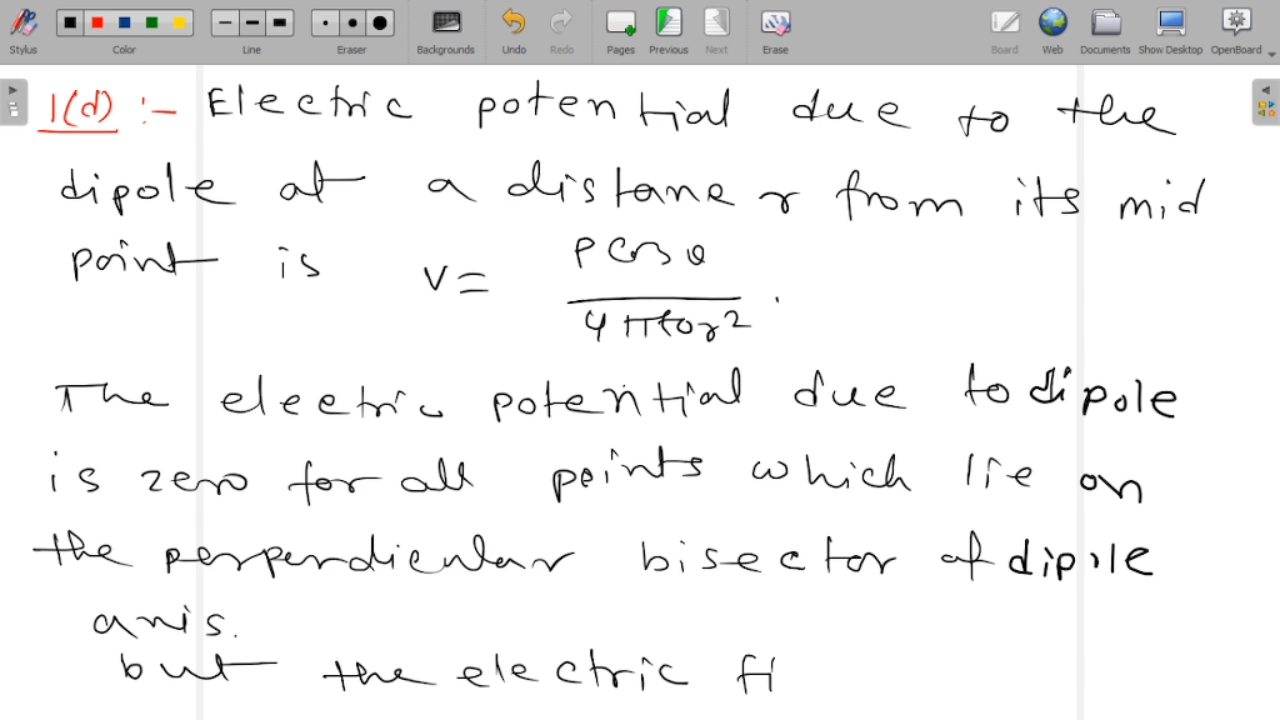 Stylus Color Line Eraser Backgrounds Undo Redo Pages Previous Next Erase Board Web Documents Show Desktop OpenBoard
1(d) :- Electric potential due to the
dipole at a distane r from its mid
point is V = P cos θ / 4πε0r²
The electric potential due to dipole
is zero for all points which lie on
the perpendicular bisector of dipole
axis.
but the electric fi